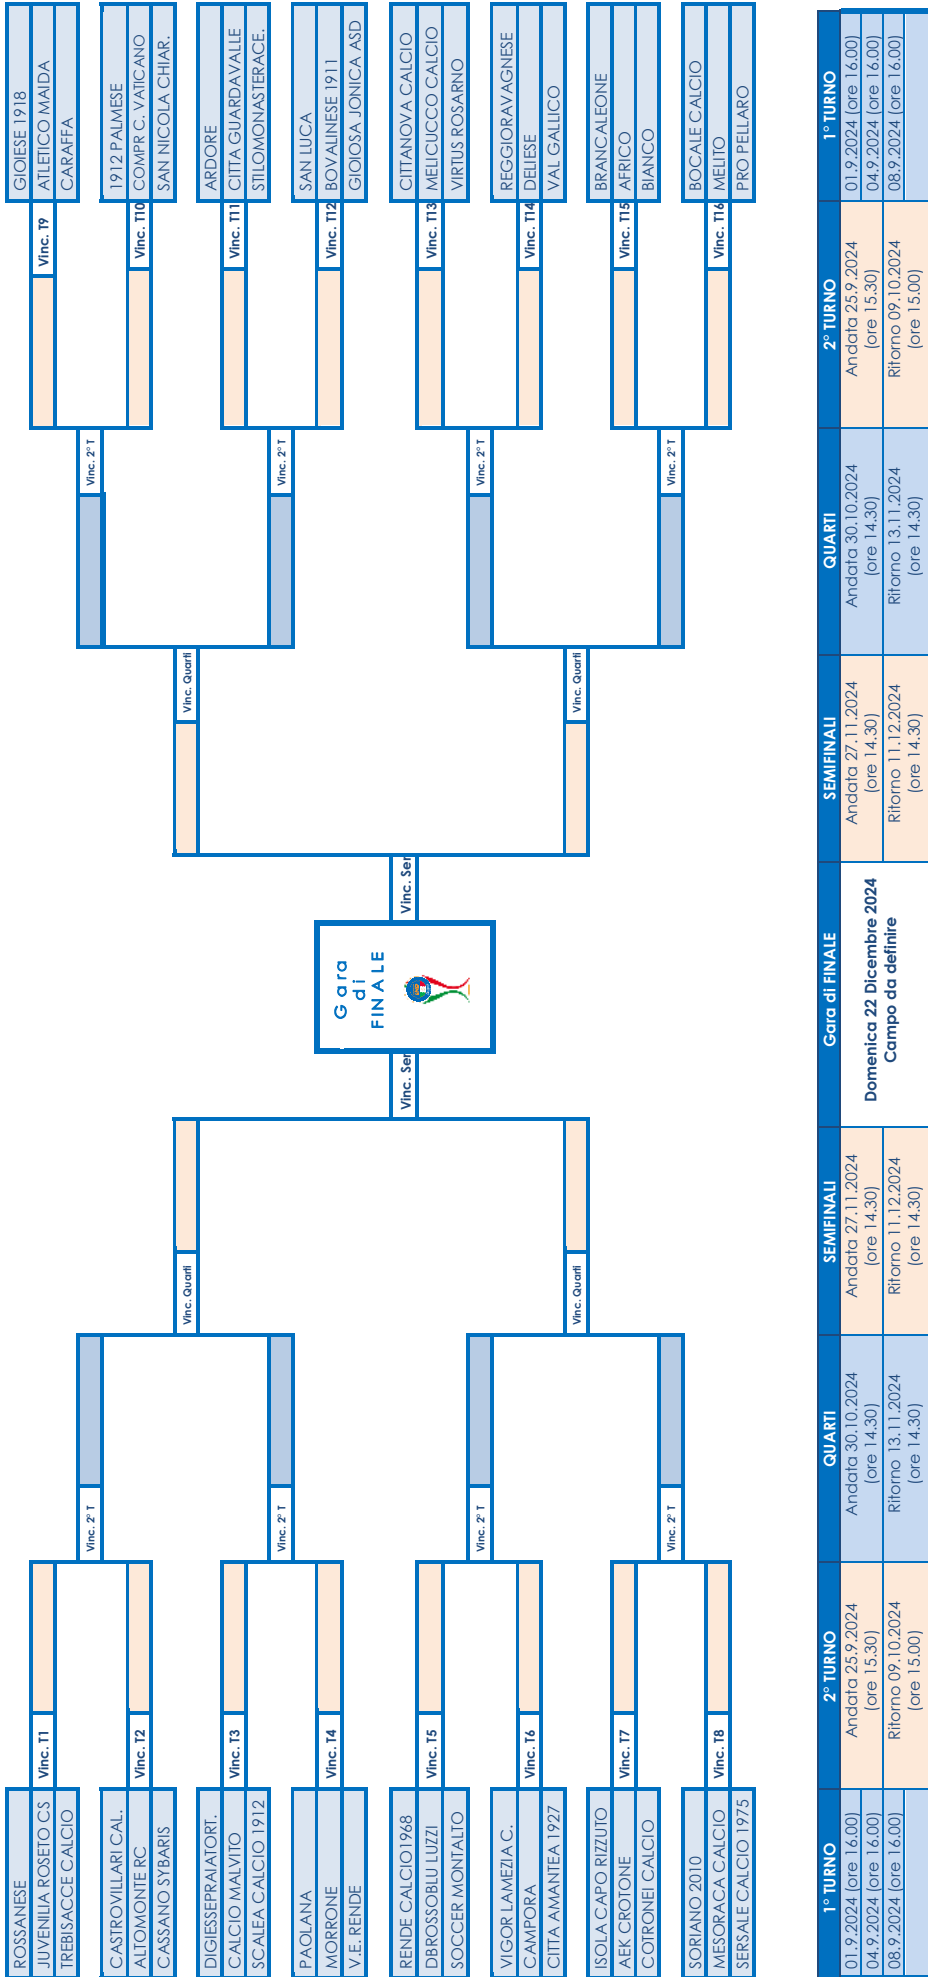 ROSSANESE
JUVENILIA ROSETO CS
TREBISACCE CALCIO
Vinc. T1
CASTROVILLARI CAL.
ALTOMONTE RC
CASSANO SYBARIS
Vinc. T2
DIGIESSEPRAIATORT.
CALCIO MALVITO
SCALEA CALCIO 1912
Vinc. T3
PAOLANA
MORRONE
V.E. RENDE
Vinc. T4
RENDE CALCIO1968
DBROSSOBLU LUZZI
SOCCER MONTALTO
Vinc. T5
VIGOR LAMEZIA C.
CAMPORA
CITTA AMANTEA 1927
Vinc. T6
ISOLA CAPO RIZZUTO
AEK CROTONE
COTRONEI CALCIO
Vinc. T7
SORIANO 2010
MESORACA CALCIO
SERSALE CALCIO 1975
Vinc. T8
Vinc. 2° T
Vinc. 2° T
Vinc. 2° T
Vinc. 2° T
Vinc. Quarti
Vinc. Quarti
Vinc. Ser
Gara
di
FINALE
Vinc. Ser
Vinc. Quarti
Vinc. Quarti
Vinc. 2° T
Vinc. 2° T
Vinc. 2° T
Vinc. 2° T
Vinc. T9
GIOIESE 1918
ATLETICO MAIDA
CARAFFA
Vinc. T10
1912 PALMESE
COMPR C. VATICANO
SAN NICOLA CHIAR.
Vinc. T11
ARDORE
CITTA GUARDAVALLE
STILOMONASTERACE.
Vinc. T12
SAN LUCA
BOVALINESE 1911
GIOIOSA JONICA ASD
Vinc. T13
CITTANOVA CALCIO
MELICUCCO CALCIO
VIRTUS ROSARNO
Vinc. T14
REGGIORAVAGNESE
DELIESE
VAL GALLICO
Vinc. T15
BRANCALEONE
AFRICO
BIANCO
Vinc. T16
BOCALE CALCIO
MELITO
PRO PELLARO
1° TURNO
01.9.2024 (ore 16.00)
04.9.2024 (ore 16.00)
08.9.2024 (ore 16.00)
2° TURNO
Andata 25.9.2024
(ore 15.30)
Ritorno 09.10.2024
(ore 15.00)
QUARTI
Andata 30.10.2024
(ore 14.30)
Ritorno 13.11.2024
(ore 14.30)
SEMIFINALI
Andata 27.11.2024
(ore 14.30)
Ritorno 11.12.2024
(ore 14.30)
Gara di FINALE
Domenica 22 Dicembre 2024
Campo da definire
SEMIFINALI
Andata 27.11.2024
(ore 14.30)
Ritorno 11.12.2024
(ore 14.30)
QUARTI
Andata 30.10.2024
(ore 14.30)
Ritorno 13.11.2024
(ore 14.30)
2° TURNO
Andata 25.9.2024
(ore 15.30)
Ritorno 09.10.2024
(ore 15.00)
1° TURNO
01.9.2024 (ore 16.00)
04.9.2024 (ore 16.00)
08.9.2024 (ore 16.00)